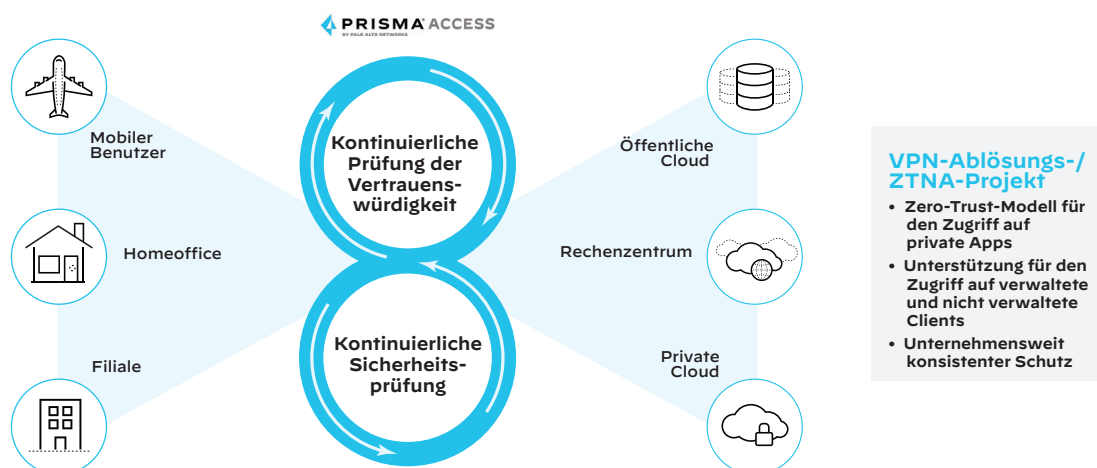 PRISMA® ACCESS
BY PALO ALTO NETWORKS
Mobiler
Benutzer
Homeoffice
Filiale
Kontinuierliche
Prüfung der
Vertrauens-
würdigkeit
Kontinuierliche
Sicherheits-
prüfung
Öffentliche
Cloud
Rechenzentrum
Private
Cloud
VPN-Ablösungs-/
ZTNA-Projekt
• Zero-Trust-Modell für
den Zugriff auf
private Apps
• Unterstützung für den
Zugriff auf verwaltete
und nicht verwaltete
Clients
• Unternehmensweit
konsistenter Schutz